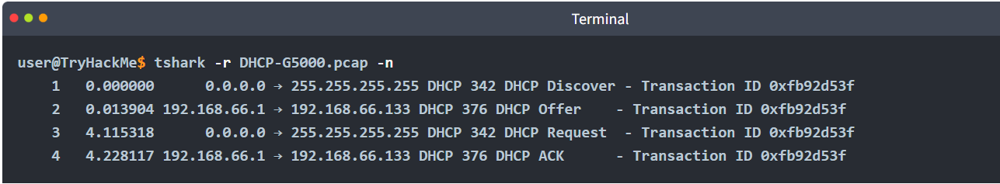 Terminal
user@TryHackMe$ tshark -r DHCP-G5000.pcap -n
1 0.000000 0.0.0.0 → 255.255.255.255 DHCP 342 DHCP Discover - Transaction ID 0xfb92d53f
2 0.013904 192.168.66.1 → 192.168.66.133 DHCP 376 DHCP Offer - Transaction ID 0xfb92d53f
3 4.115318 0.0.0.0 → 255.255.255.255 DHCP 342 DHCP Request - Transaction ID 0xfb92d53f
4 4.228117 192.168.66.1 → 192.168.66.133 DHCP 376 DHCP ACK - Transaction ID 0xfb92d53f